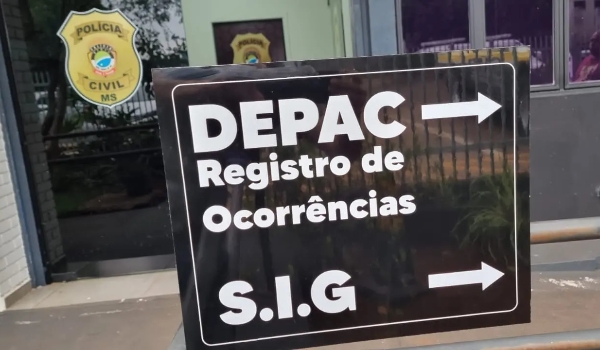 POLÍCIA
CIVIL
MS
DEPAC
Registro de
Ocorrências
S.I.G